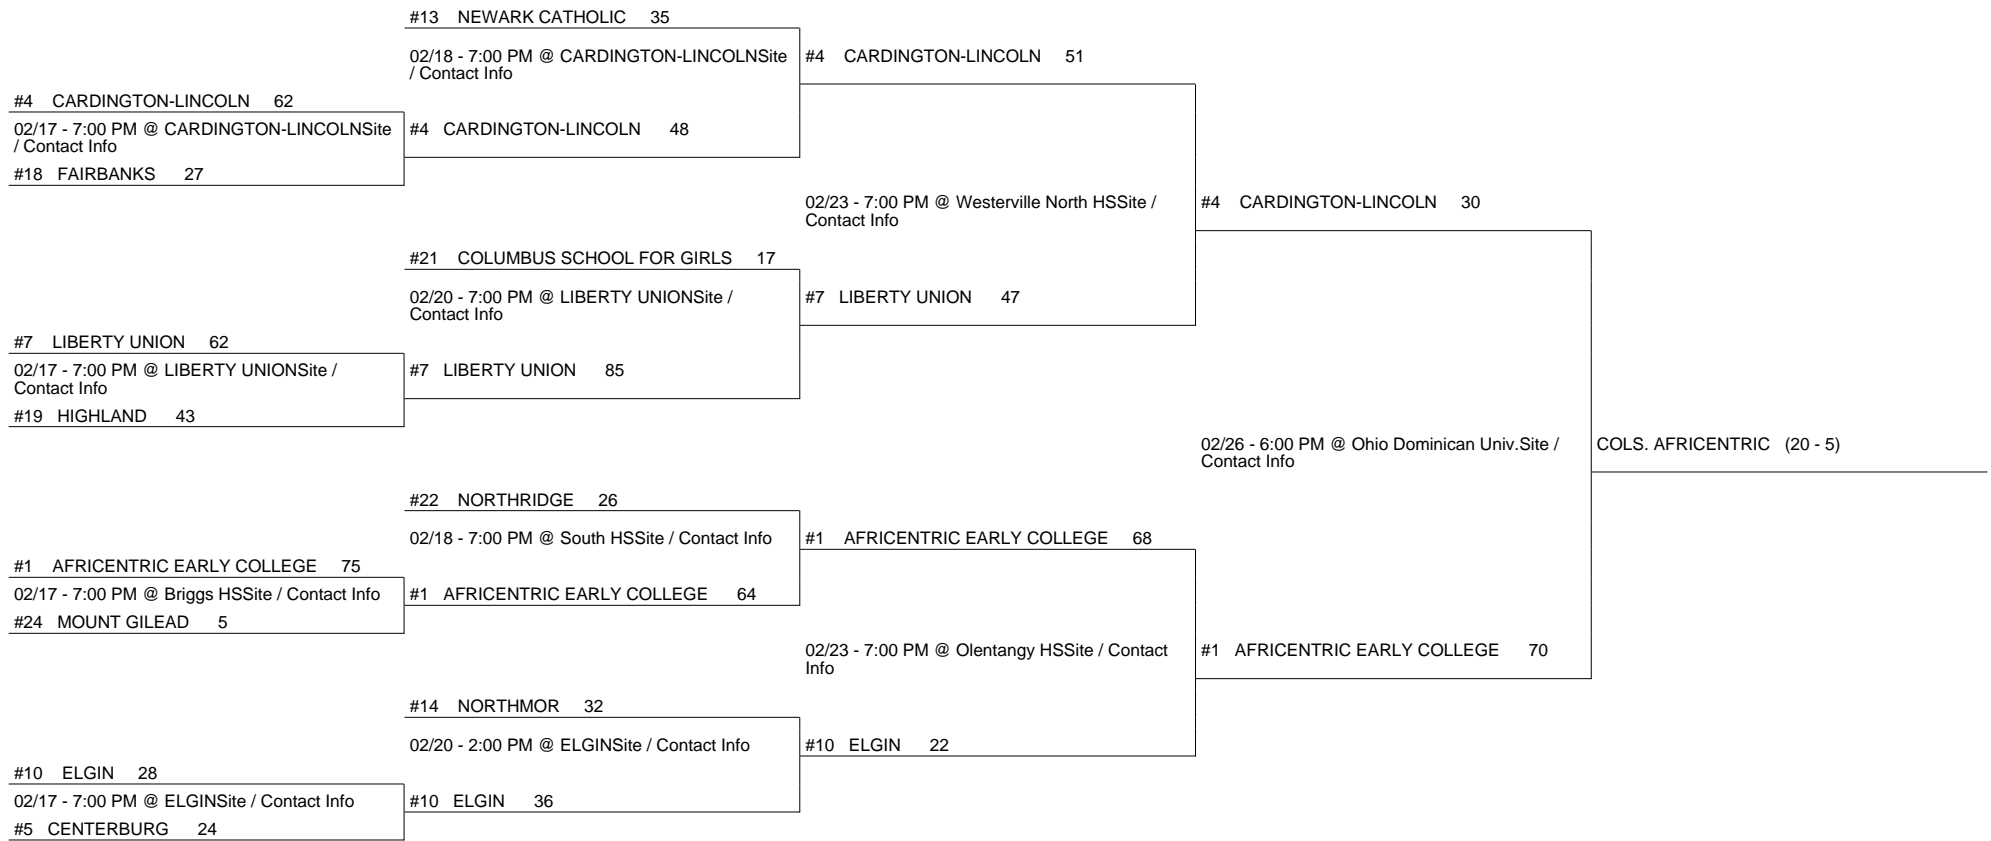 #13 NEWARK CATHOLIC 35
02/18 - 7:00 PM @ CARDINGTON-LINCOLNSite
/ Contact Info
#4 CARDINGTON-LINCOLN 51
#4 CARDINGTON-LINCOLN 62
02/17 - 7:00 PM @ CARDINGTON-LINCOLNSite
/ Contact Info
#4 CARDINGTON-LINCOLN 48
#18 FAIRBANKS 27
02/23 - 7:00 PM @ Westerville North HSSite /
Contact Info
#4 CARDINGTON-LINCOLN 30
#21 COLUMBUS SCHOOL FOR GIRLS 17
02/20 - 7:00 PM @ LIBERTY UNIONSite /
Contact Info
#7 LIBERTY UNION 47
#7 LIBERTY UNION 62
02/17 - 7:00 PM @ LIBERTY UNIONSite /
Contact Info
#7 LIBERTY UNION 85
#19 HIGHLAND 43
02/26 - 6:00 PM @ Ohio Dominican Univ.Site /
Contact Info
COLS. AFRICENTRIC (20 - 5)
#22 NORTHRIDGE 26
02/18 - 7:00 PM @ South HSSite / Contact Info
#1 AFRICENTRIC EARLY COLLEGE 68
#1 AFRICENTRIC EARLY COLLEGE 75
02/17 - 7:00 PM @ Briggs HSSite / Contact Info
#1 AFRICENTRIC EARLY COLLEGE 64
#24 MOUNT GILEAD 5
02/23 - 7:00 PM @ Olentangy HSSite / Contact
Info
#1 AFRICENTRIC EARLY COLLEGE 70
#14 NORTHMOR 32
02/20 - 2:00 PM @ ELGINSite / Contact Info
#10 ELGIN 22
#10 ELGIN 28
02/17 - 7:00 PM @ ELGINSite / Contact Info
#10 ELGIN 36
#5 CENTERBURG 24